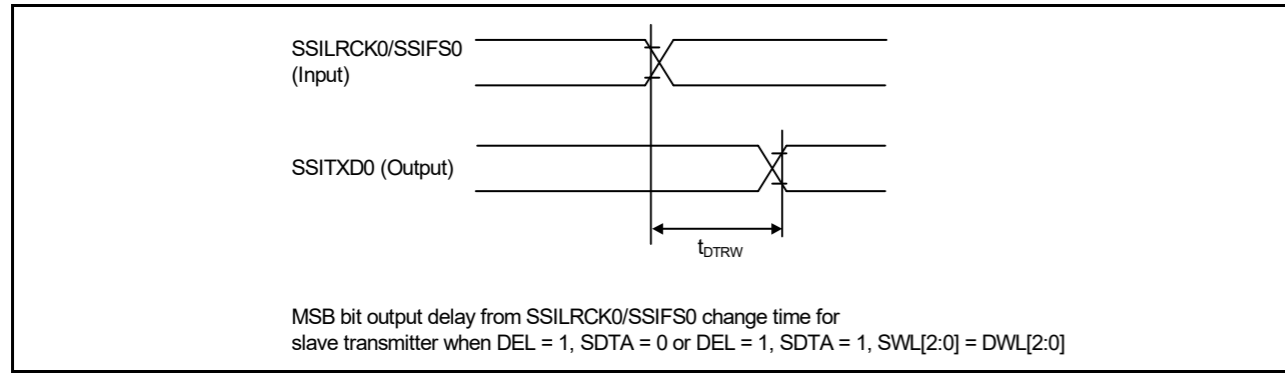 SSILRCK0/SSIFS0
(Input)
SSITXD0 (Output)
tDTRW
MSB bit output delay from SSILRCK0/SSIFS0 change time for
slave transmitter when DEL = 1, SDTA = 0 or DEL = 1, SDTA = 1, SWL[2:0] = DWL[2:0]